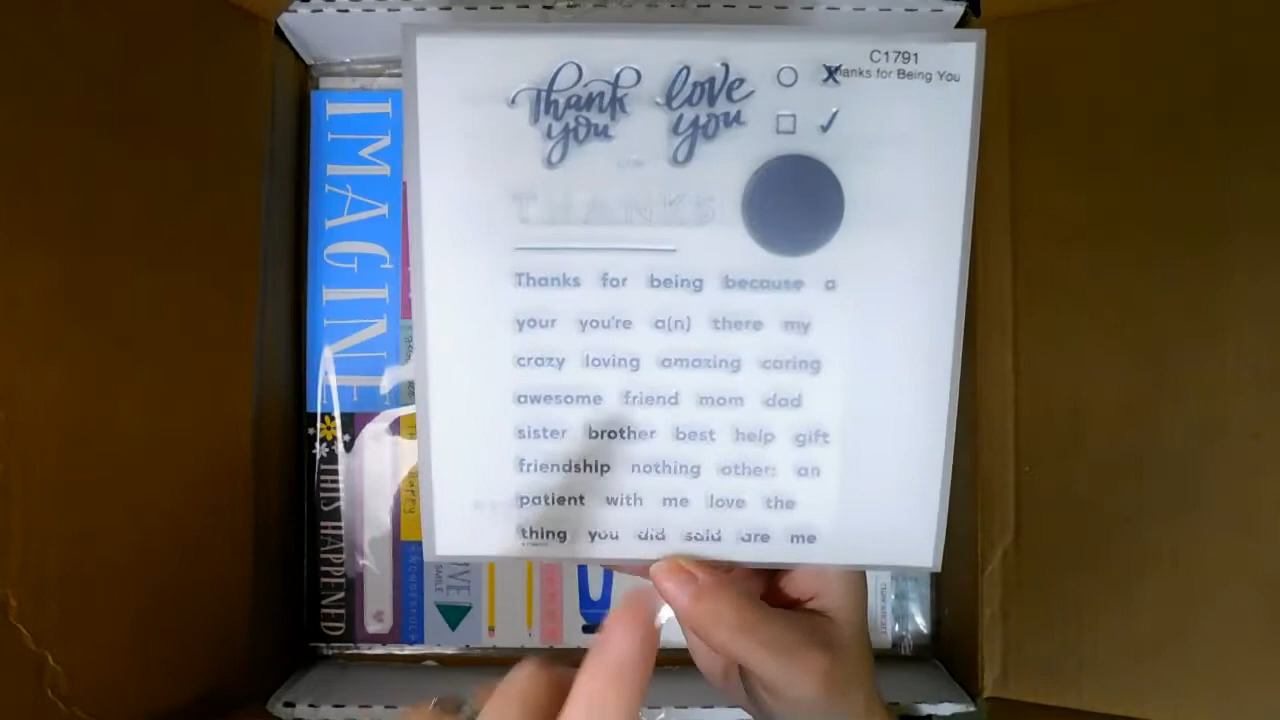 C1791
Thanks for Being You
Thank you
love you
THANKS
Thanks for being because a
your you're a(n) there my
crazy loving amazing caring
awesome friend mom dad
sister brother best help gift
friendship nothing other: an
patient with me love the
thing you did said are me
IMAGINE
THIS HAPPENED
SMILE